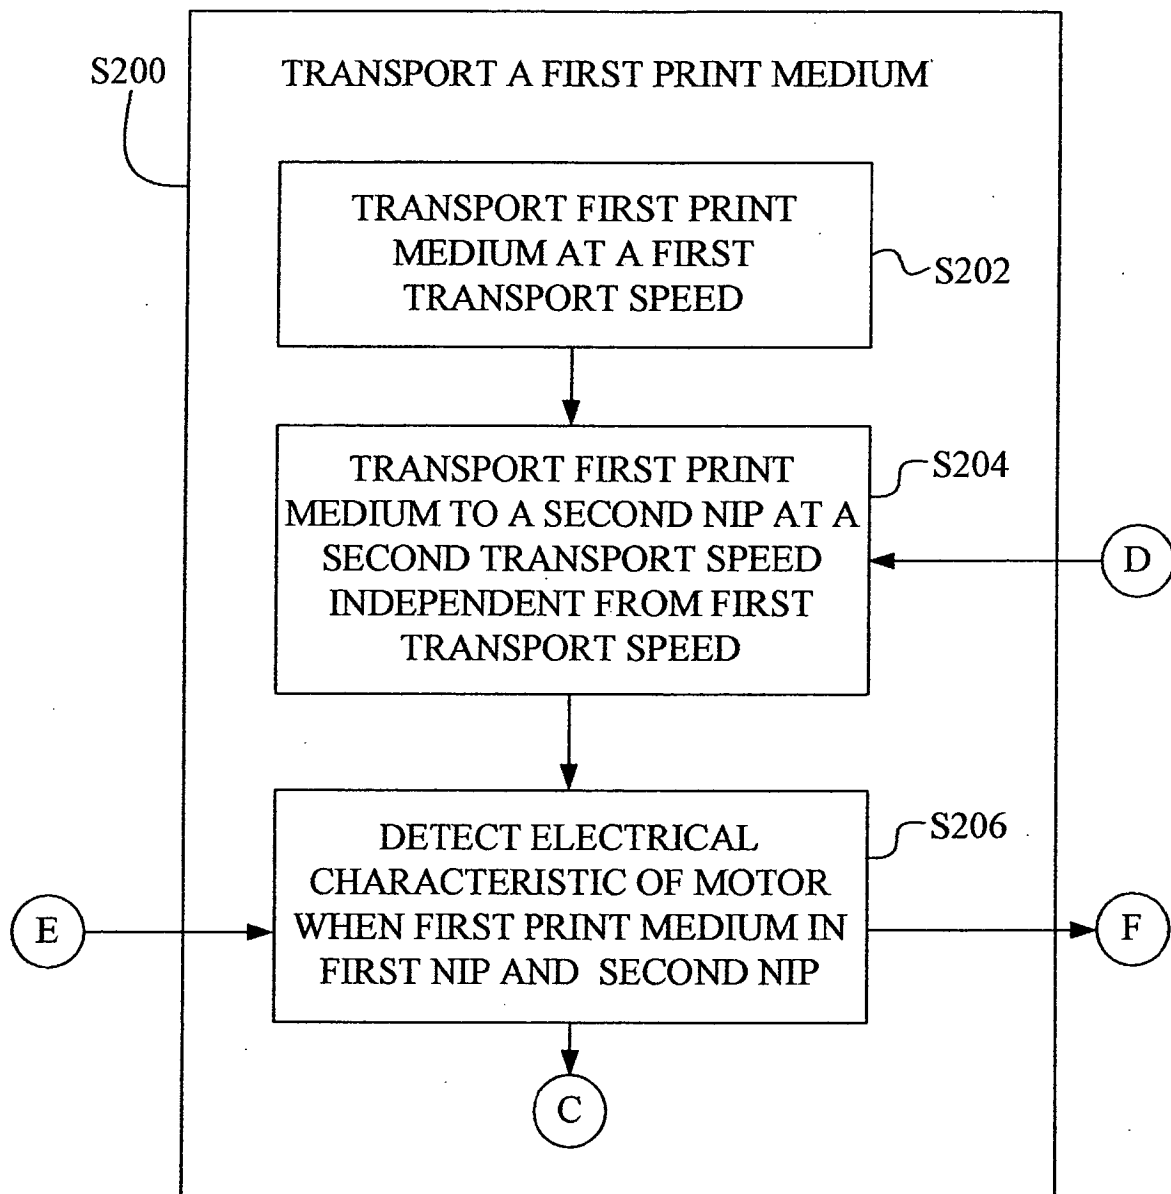 S200
TRANSPORT A FIRST PRINT MEDIUM
TRANSPORT FIRST PRINT
MEDIUM AT A FIRST
TRANSPORT SPEED
S202
TRANSPORT FIRST PRINT
MEDIUM TO A SECOND NIP AT A
SECOND TRANSPORT SPEED
INDEPENDENT FROM FIRST
TRANSPORT SPEED
S204
D
DETECT ELECTRICAL
CHARACTERISTIC OF MOTOR
WHEN FIRST PRINT MEDIUM IN
FIRST NIP AND SECOND NIP
S206
E
F
C